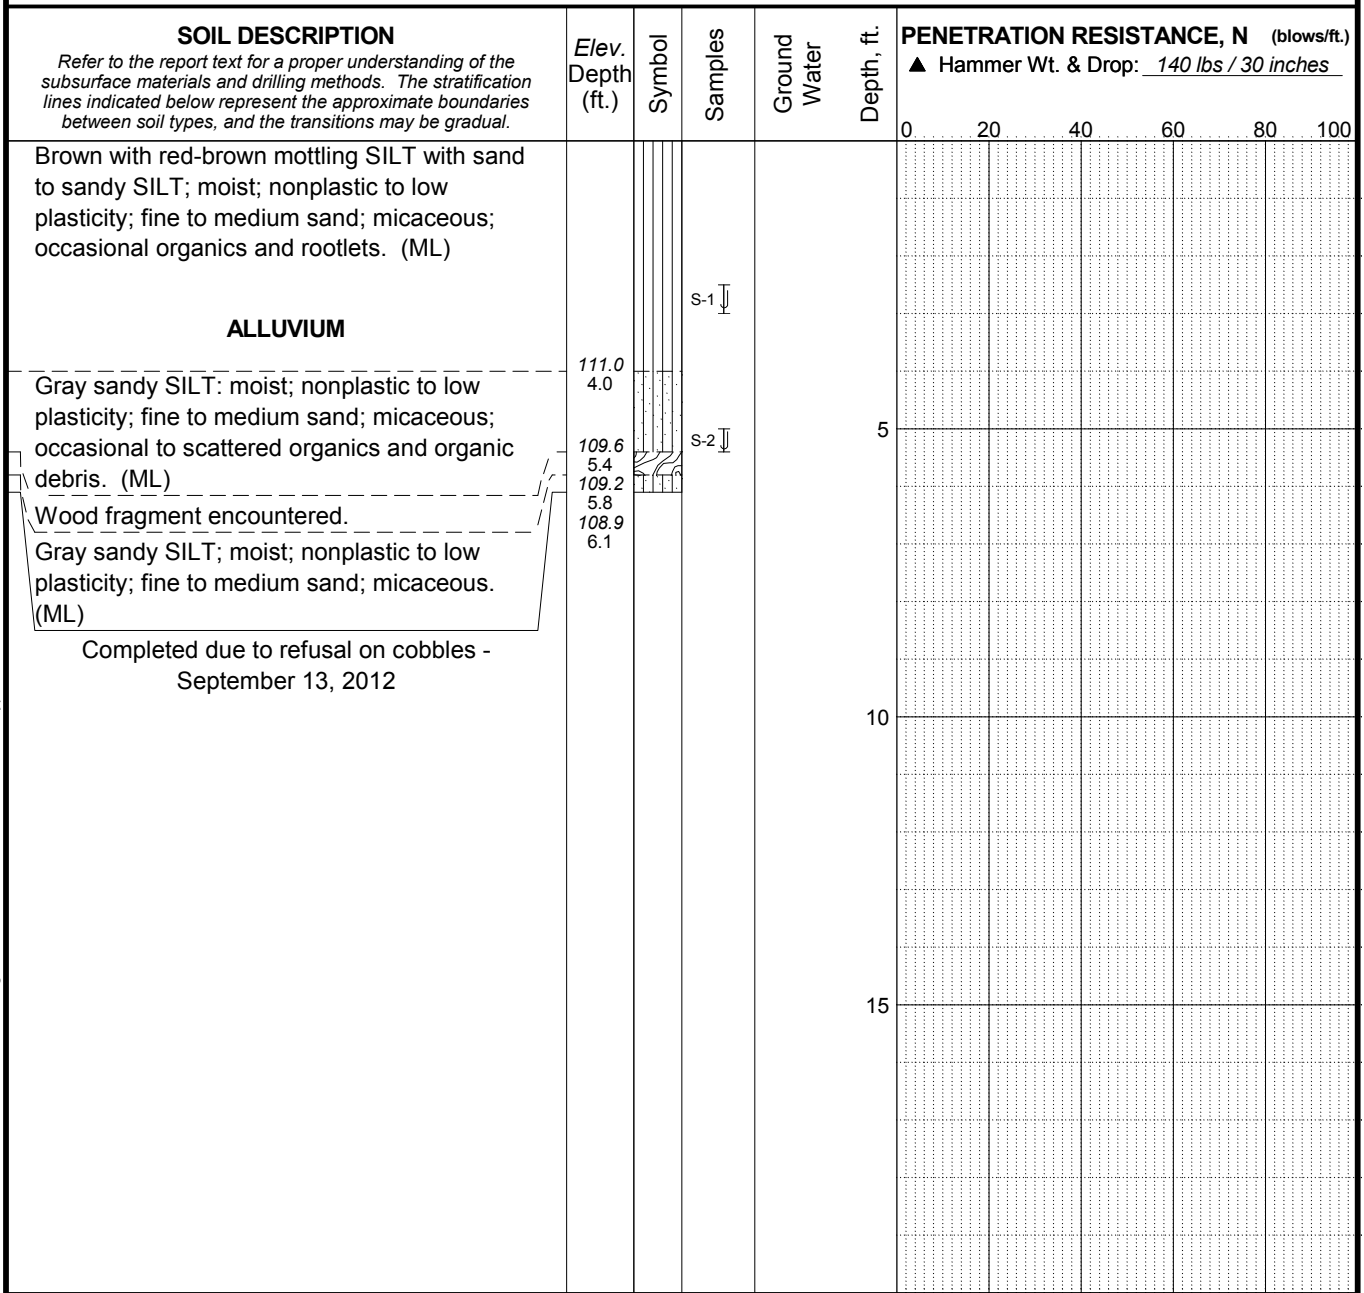 SOIL DESCRIPTION
Refer to the report text for a proper understanding of the
subsurface materials and drilling methods. The stratification
lines indicated below represent the approximate boundaries
between soil types, and the transitions may be gradual.
Elev.
Depth
(ft.)
Symbol
Samples
Ground
Water
Depth, ft.
PENETRATION RESISTANCE, N (blows/ft.)
▲ Hammer Wt. & Drop: 140 lbs / 30 inches
0 20 40 60 80 100
Brown with red-brown mottling SILT with sand
to sandy SILT; moist; nonplastic to low
plasticity; fine to medium sand; micaceous;
occasional organics and rootlets. (ML)
S-1
ALLUVIUM
111.0
4.0
Gray sandy SILT: moist; nonplastic to low
plasticity; fine to medium sand; micaceous;
occasional to scattered organics and organic
debris. (ML)
S-2
5
109.6
5.4
109.2
5.8
108.9
6.1
Wood fragment encountered.
Gray sandy SILT; moist; nonplastic to low
plasticity; fine to medium sand; micaceous.
(ML)
Completed due to refusal on cobbles -
September 13, 2012
10
15